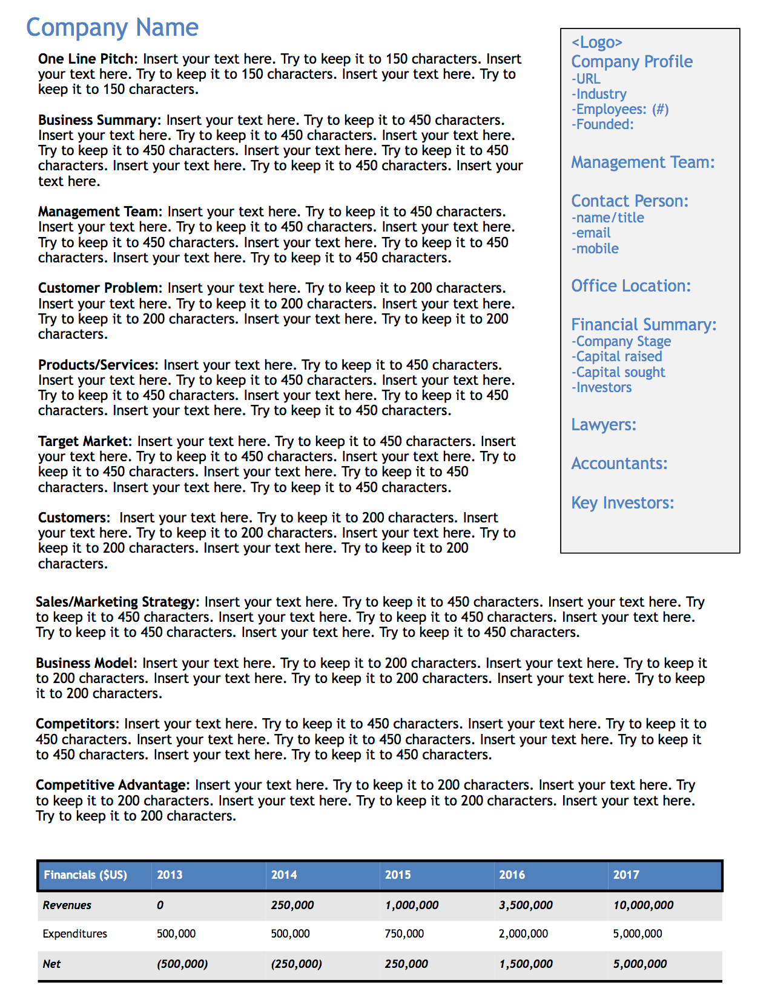 Company Name
One Line Pitch: Insert your text here. Try to keep it to 150 characters. Insert
your text here. Try to keep it to 150 characters. Insert your text here. Try to
keep it to 150 characters.
Business Summary: Insert your text here. Try to keep it to 450 characters.
Insert your text here. Try to keep it to 450 characters. Insert your text here.
Try to keep it to 450 characters. Insert your text here. Try to keep it to 450
characters. Insert your text here. Try to keep it to 450 characters. Insert your
text here.
Management Team: Insert your text here. Try to keep it to 450 characters.
Insert your text here. Try to keep it to 450 characters. Insert your text here.
Try to keep it to 450 characters. Insert your text here. Try to keep it to 450
characters. Insert your text here. Try to keep it to 450 characters.
Customer Problem: Insert your text here. Try to keep it to 200 characters.
Insert your text here. Try to keep it to 200 characters. Insert your text here.
Try to keep it to 200 characters. Insert your text here. Try to keep it to 200
characters.
Products/Services: Insert your text here. Try to keep it to 450 characters.
Insert your text here. Try to keep it to 450 characters. Insert your text here.
Try to keep it to 450 characters. Insert your text here. Try to keep it to 450
characters. Insert your text here. Try to keep it to 450 characters.
Target Market: Insert your text here. Try to keep it to 450 characters. Insert
your text here. Try to keep it to 450 characters. Insert your text here. Try to
keep it to 450 characters. Insert your text here. Try to keep it to 450
characters. Insert your text here. Try to keep it to 450 characters.
Customers:  Insert your text here. Try to keep it to 200 characters. Insert
your text here. Try to keep it to 200 characters. Insert your text here. Try to
keep it to 200 characters. Insert your text here. Try to keep it to 200
characters.
<Logo>
Company Profile
-URL
-Industry
-Employees: (#)
-Founded:
Management Team:
Contact Person:
-name/title
-email
-mobile
Office Location:
Financial Summary:
-Company Stage
-Capital raised
-Capital sought
-Investors
Lawyers:
Accountants:
Key Investors:
Sales/Marketing Strategy: Insert your text here. Try to keep it to 450 characters. Insert your text here. Try
to keep it to 450 characters. Insert your text here. Try to keep it to 450 characters. Insert your text here.
Try to keep it to 450 characters. Insert your text here. Try to keep it to 450 characters.
Business Model: Insert your text here. Try to keep it to 200 characters. Insert your text here. Try to keep it
to 200 characters. Insert your text here. Try to keep it to 200 characters. Insert your text here. Try to keep
it to 200 characters.
Competitors: Insert your text here. Try to keep it to 450 characters. Insert your text here. Try to keep it to
450 characters. Insert your text here. Try to keep it to 450 characters. Insert your text here. Try to keep it
to 450 characters. Insert your text here. Try to keep it to 450 characters.
Competitive Advantage: Insert your text here. Try to keep it to 200 characters. Insert your text here. Try
to keep it to 200 characters. Insert your text here. Try to keep it to 200 characters. Insert your text here.
Try to keep it to 200 characters.
Financials ($US) 2013 2014 2015 2016 2017
Revenues 0 250,000 1,000,000 3,500,000 10,000,000
Expenditures 500,000 500,000 750,000 2,000,000 5,000,000
Net (500,000) (250,000) 250,000 1,500,000 5,000,000